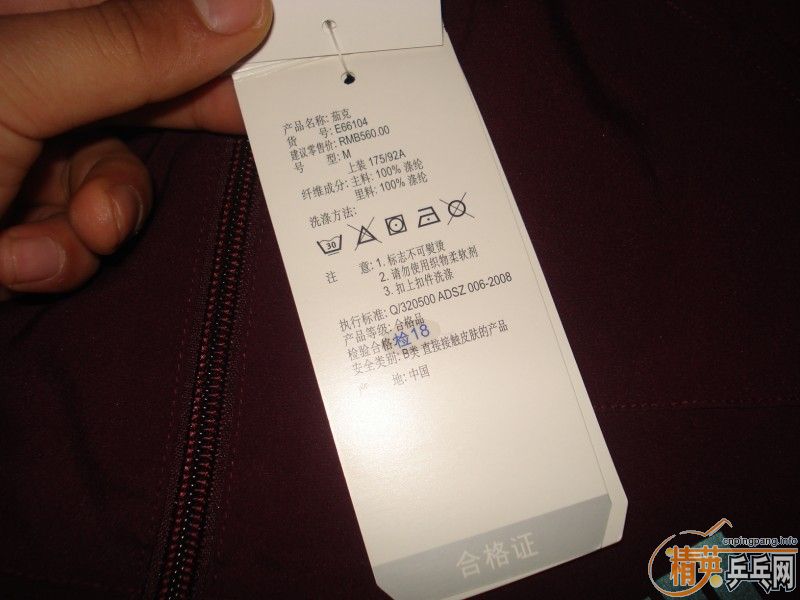 产品名称: 茄克
货 号: E66104
建议零售价: RMB560.00
号 型: M
上装 175/92A
纤维成分: 主料: 100% 涤纶
里料: 100% 涤纶
洗涤方法:
30
注 意: 1. 标志不可熨烫
2. 请勿使用织物柔软剂
3. 扣上扣件洗涤
执行标准: Q/320500 ADSZ 006-2008
产品等级: 合格品
检验合格: 检18
安全类别: B类 直接接触皮肤的产品
产 地: 中国
合格证
cnpingpang.info
精英乒乓网